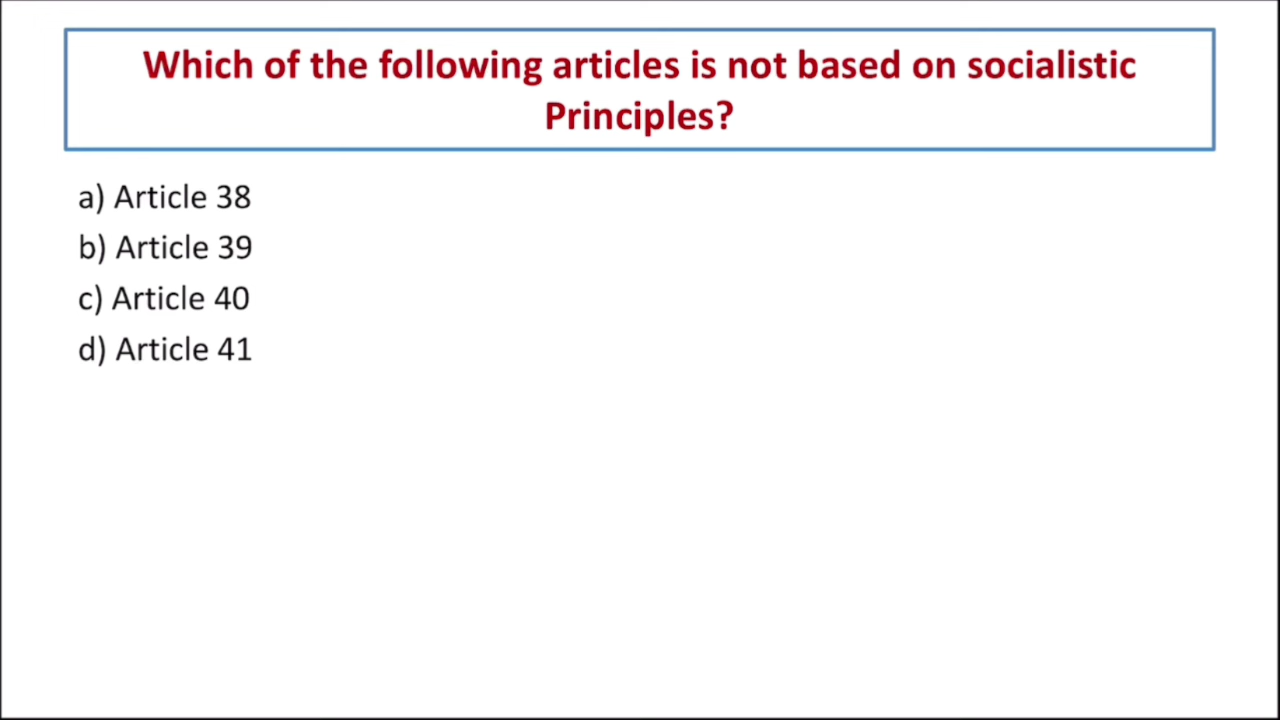 Which of the following articles is not based on socialistic
Principles?
a) Article 38
b) Article 39
c) Article 40
d) Article 41